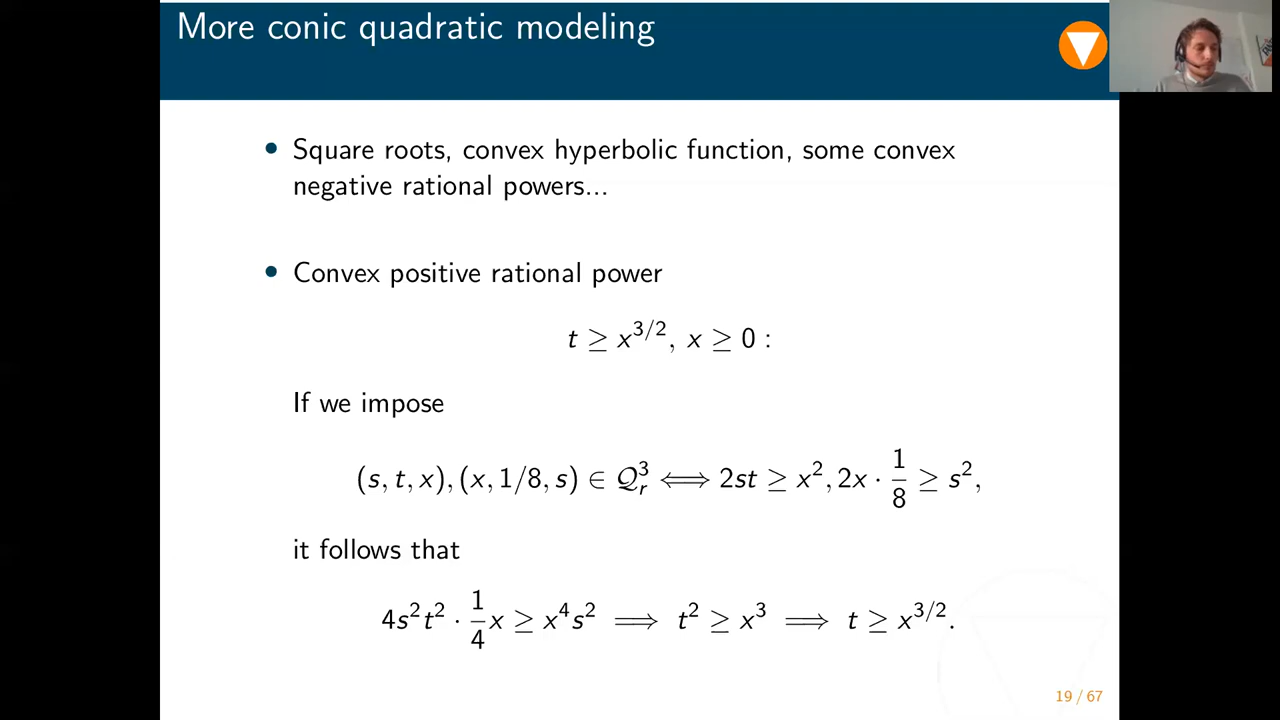 More conic quadratic modeling
• Square roots, convex hyperbolic function, some convex
negative rational powers...
• Convex positive rational power
t ≥ x^{3/2}, x ≥ 0 :
If we impose
(s, t, x), (x, 1/8, s) ∈ Q_r^3 ⟺ 2st ≥ x^2, 2x · 1/8 ≥ s^2,
it follows that
4s^2t^2 · 1/4 x ≥ x^4s^2 ⟹ t^2 ≥ x^3 ⟹ t ≥ x^{3/2}.
19 / 67